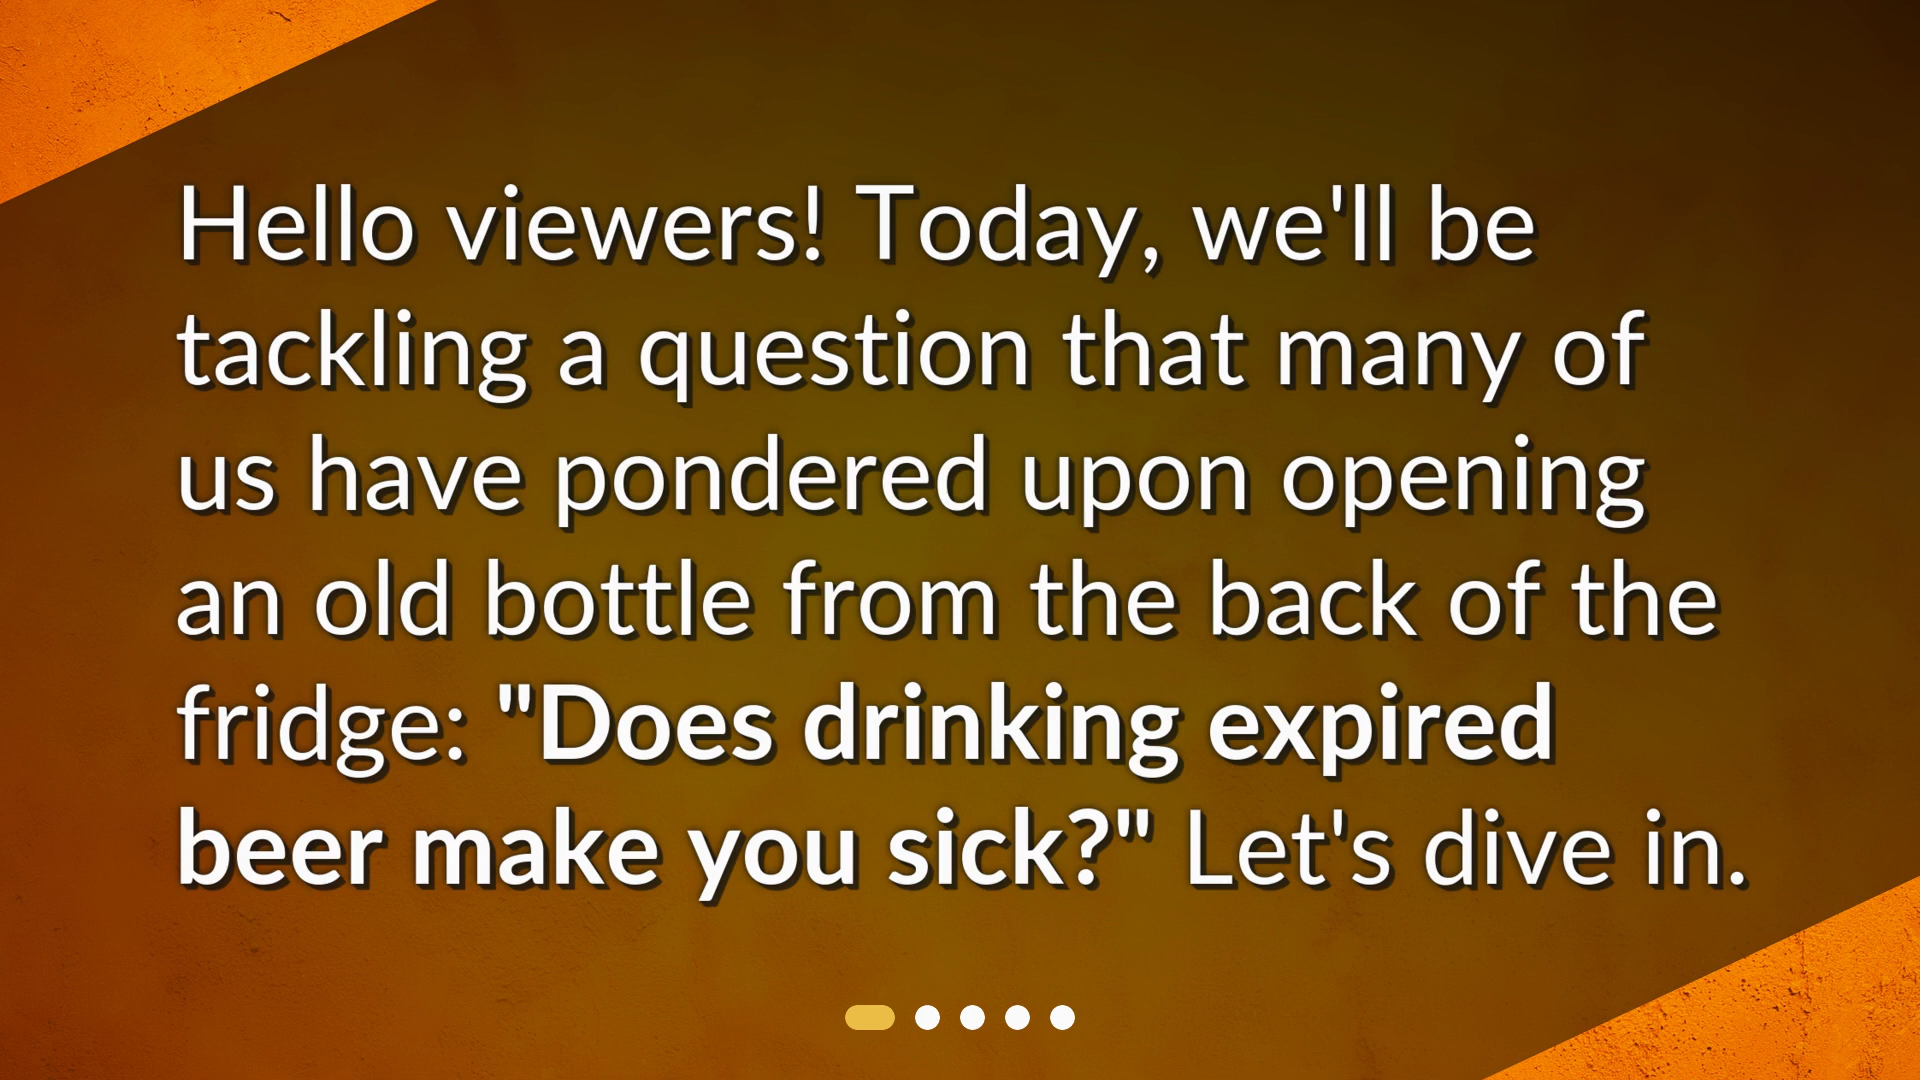 Hello viewers! Today, we'll be
tackling a question that many of
us have pondered upon opening
an old bottle from the back of the
fridge: "Does drinking expired
beer make you sick?" Let's dive in.